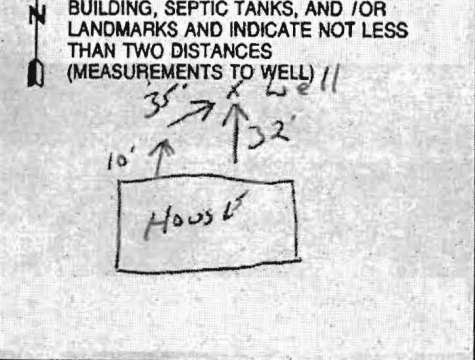 N
BUILDING, SEPTIC TANKS, AND /OR
LANDMARKS AND INDICATE NOT LESS
THAN TWO DISTANCES
(MEASUREMENTS TO WELL)
35' x well
10' 32'
House